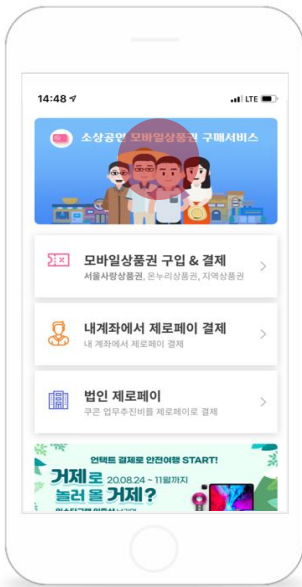 14:48
LTE
소상공인 모바일상품권 구매서비스
모바일상품권 구입 & 결제
서울사랑상품권, 온누리상품권, 지역상품권
내계좌에서 제로페이 결제
내 계좌에서 제로페이 결제
법인 제로페이
쿠콘 업무추진비를 제로페이로 결제
언택트 결제로 안전여행 START!
거제로 20.08.24 ~ 11월까지
놀러 올 거제?